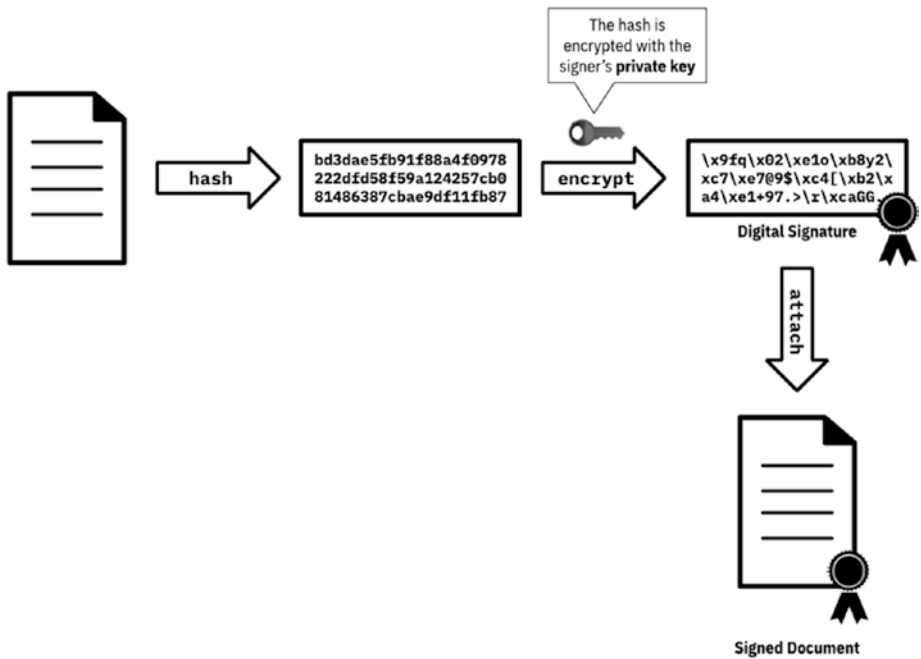 The hash is
encrypted with the
signer's private key
hash
bd3dae5fb91f88a4f0978
222dfd58f59a124257cb0
81486387cbae9df11fb87
encrypt
\x9fq\x02\xe1o\xb8y2\
xc7\xe7@9$\xc4[\xb2\x
a4\xe1+97.>\r\xcaGG.
Digital Signature
attach
Signed Document